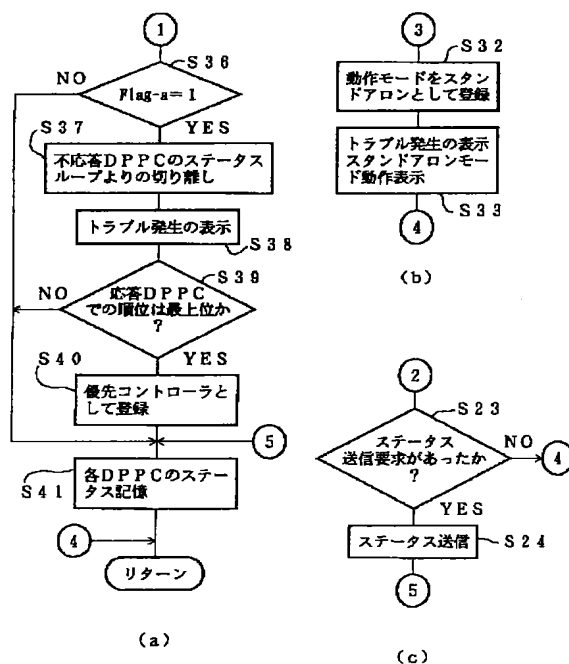 1
S36
NO
Flag-a=1
YES
S37
不応答DPPCのステータス
ループよりの切り離し
トラブル発生の表示
S38
S39
NO
応答DPPC
での順位は最上位か
?
YES
S40
優先コントローラと
して登録
5
S41
各DPPCのステー
タス記憶
4
リターン
(a)
3
S32
動作モードをスタン
ドアロンとして登録
トラブル発生の表示
スタンドアロンモー
ド動作表示
S33
4
(b)
2
S23
ステータス
送信要求があったか
?
NO
4
YES
ステータス送信
S24
5
(c)